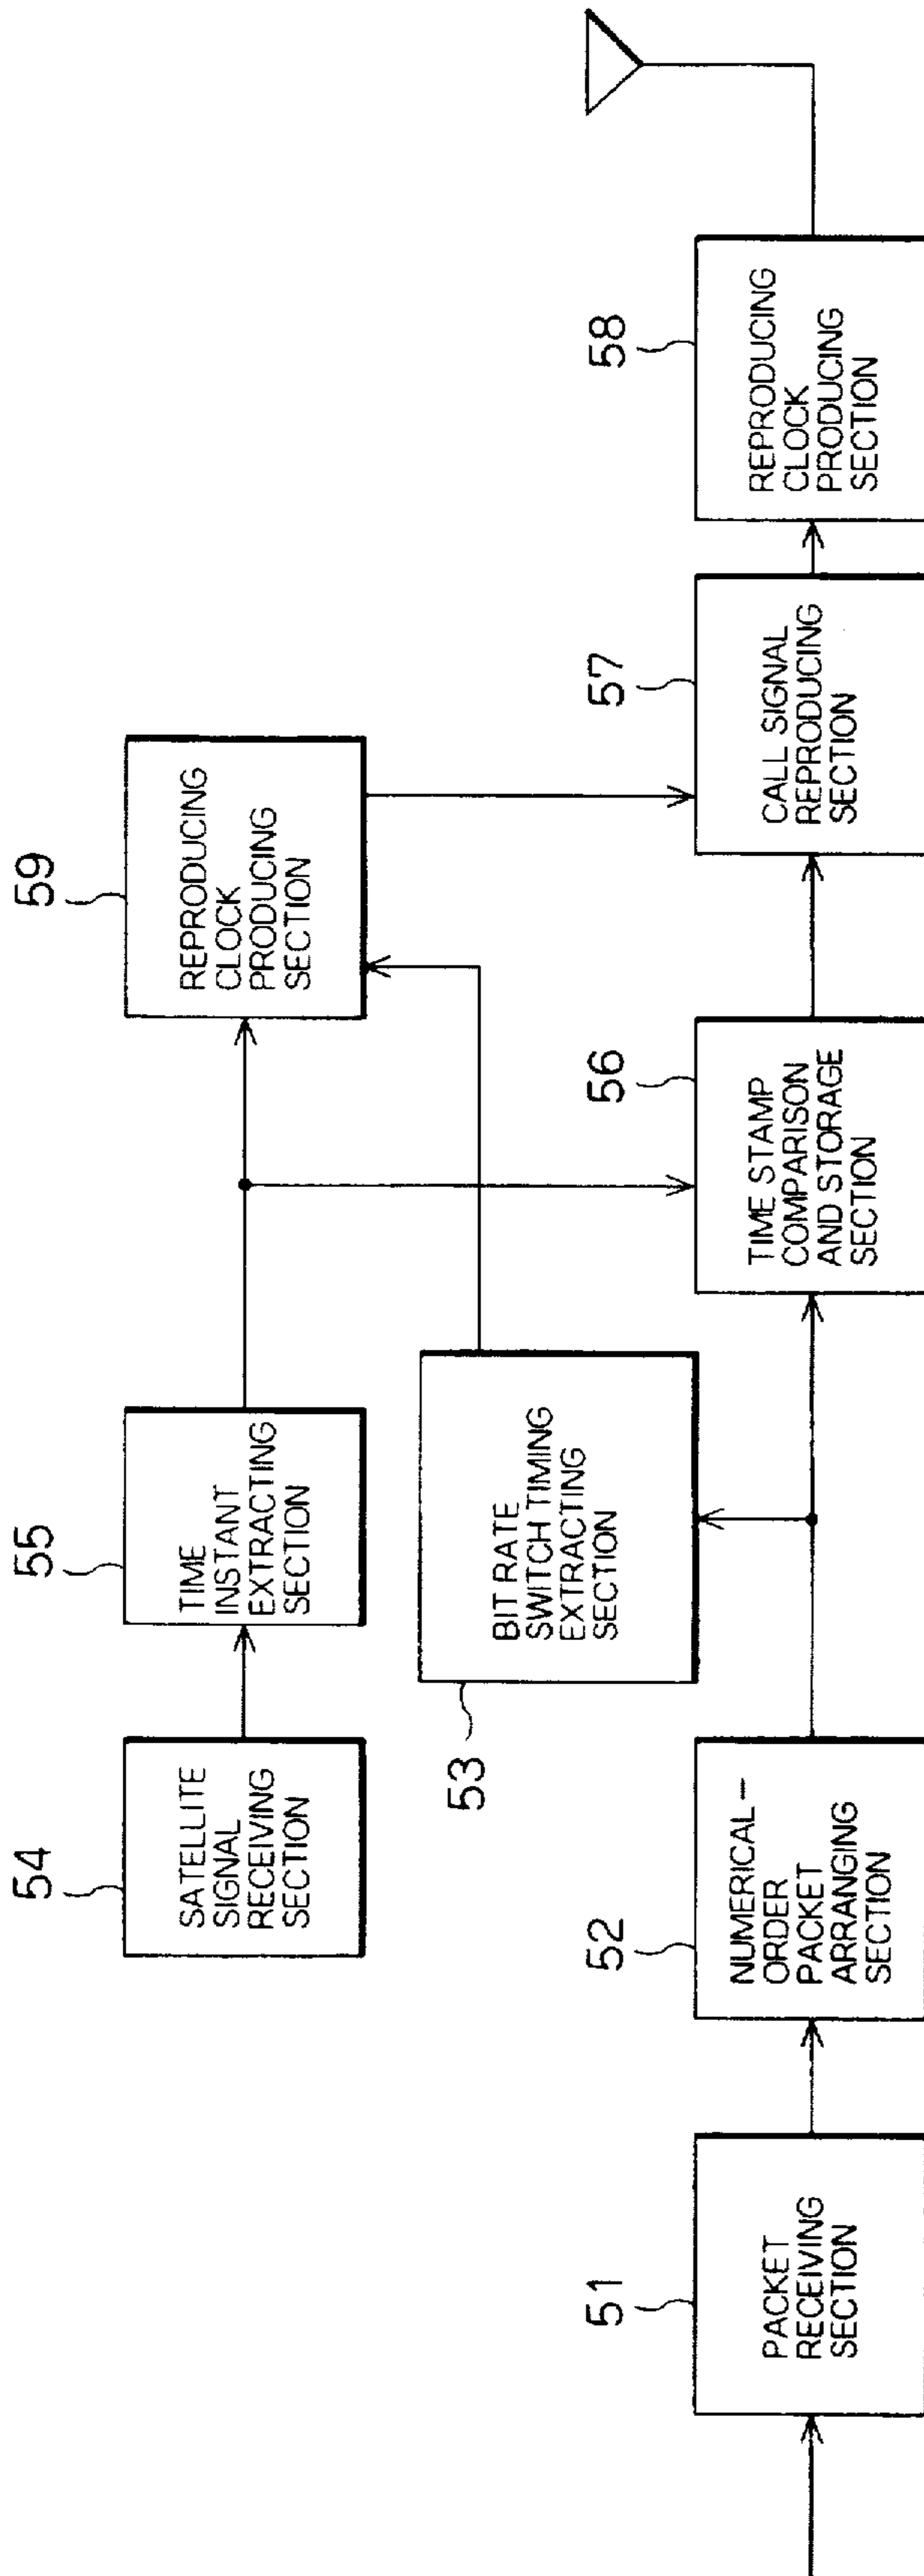 54
SATELLITE
SIGNAL
RECEIVING
SECTION
55
TIME
INSTANT
EXTRACTING
SECTION
59
REPRODUCING
CLOCK
PRODUCING
SECTION
53
BIT RATE
SWITCH TIMING
EXTRACTING
SECTION
51
PACKET
RECEIVING
SECTION
52
NUMERICAL-
ORDER
PACKET
ARRANGING
SECTION
56
TIME STAMP
COMPARISON
AND STORAGE
SECTION
57
CALL SIGNAL
REPRODUCING
SECTION
58
REPRODUCING
CLOCK
PRODUCING
SECTION